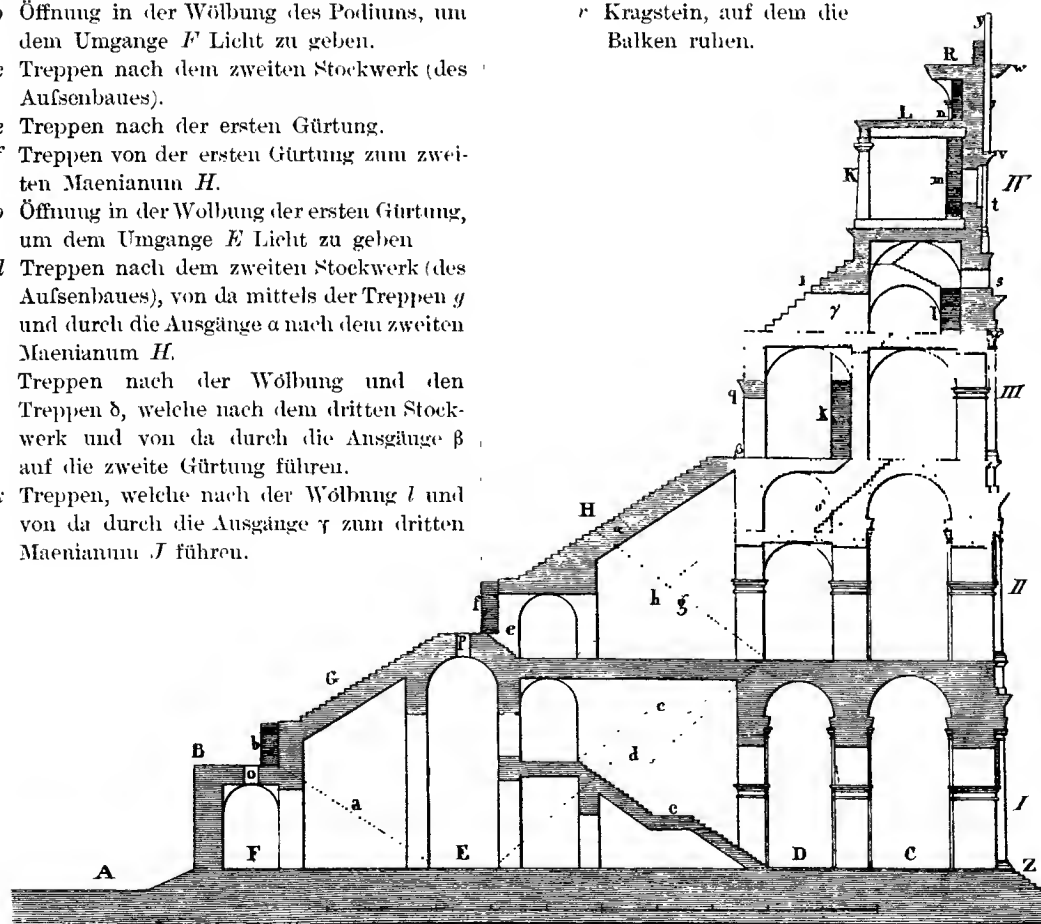 o Öffnung in der Wölbung des Podiums, um
dem Umgange F Licht zu geben.
Treppen nach dem zweiten Stockwerk (des
Aufsenbaues).
e Treppen nach der ersten Gürtung.
f Treppen von der ersten Gürtung zum zwei-
ten Maenianum H.
p Öffnung in der Wolbung der ersten Gürtung,
um dem Umgange E Licht zu geben
d Treppen nach dem zweiten Stockwerk (des
Aufsenbaues), von da mittels der Treppen g
und durch die Ausgänge α nach dem zweiten
Maenianum H.
Treppen nach der Wölbung und den
Treppen δ, welche nach dem dritten Stock-
werk und von da durch die Ausgänge β
auf die zweite Gürtung führen.
Treppen, welche nach der Wölbung l und
von da durch die Ausgänge γ zum dritten
Maenianum J führen.
r Kragstein, auf dem die
Balken ruhen.
y
R w
n
L
K m v
IV
t
s
γ l
III
q k
β
H
α δ
II
f h g
e
p
G
c
d
b
B
o
a c
I
F E D C
A Z